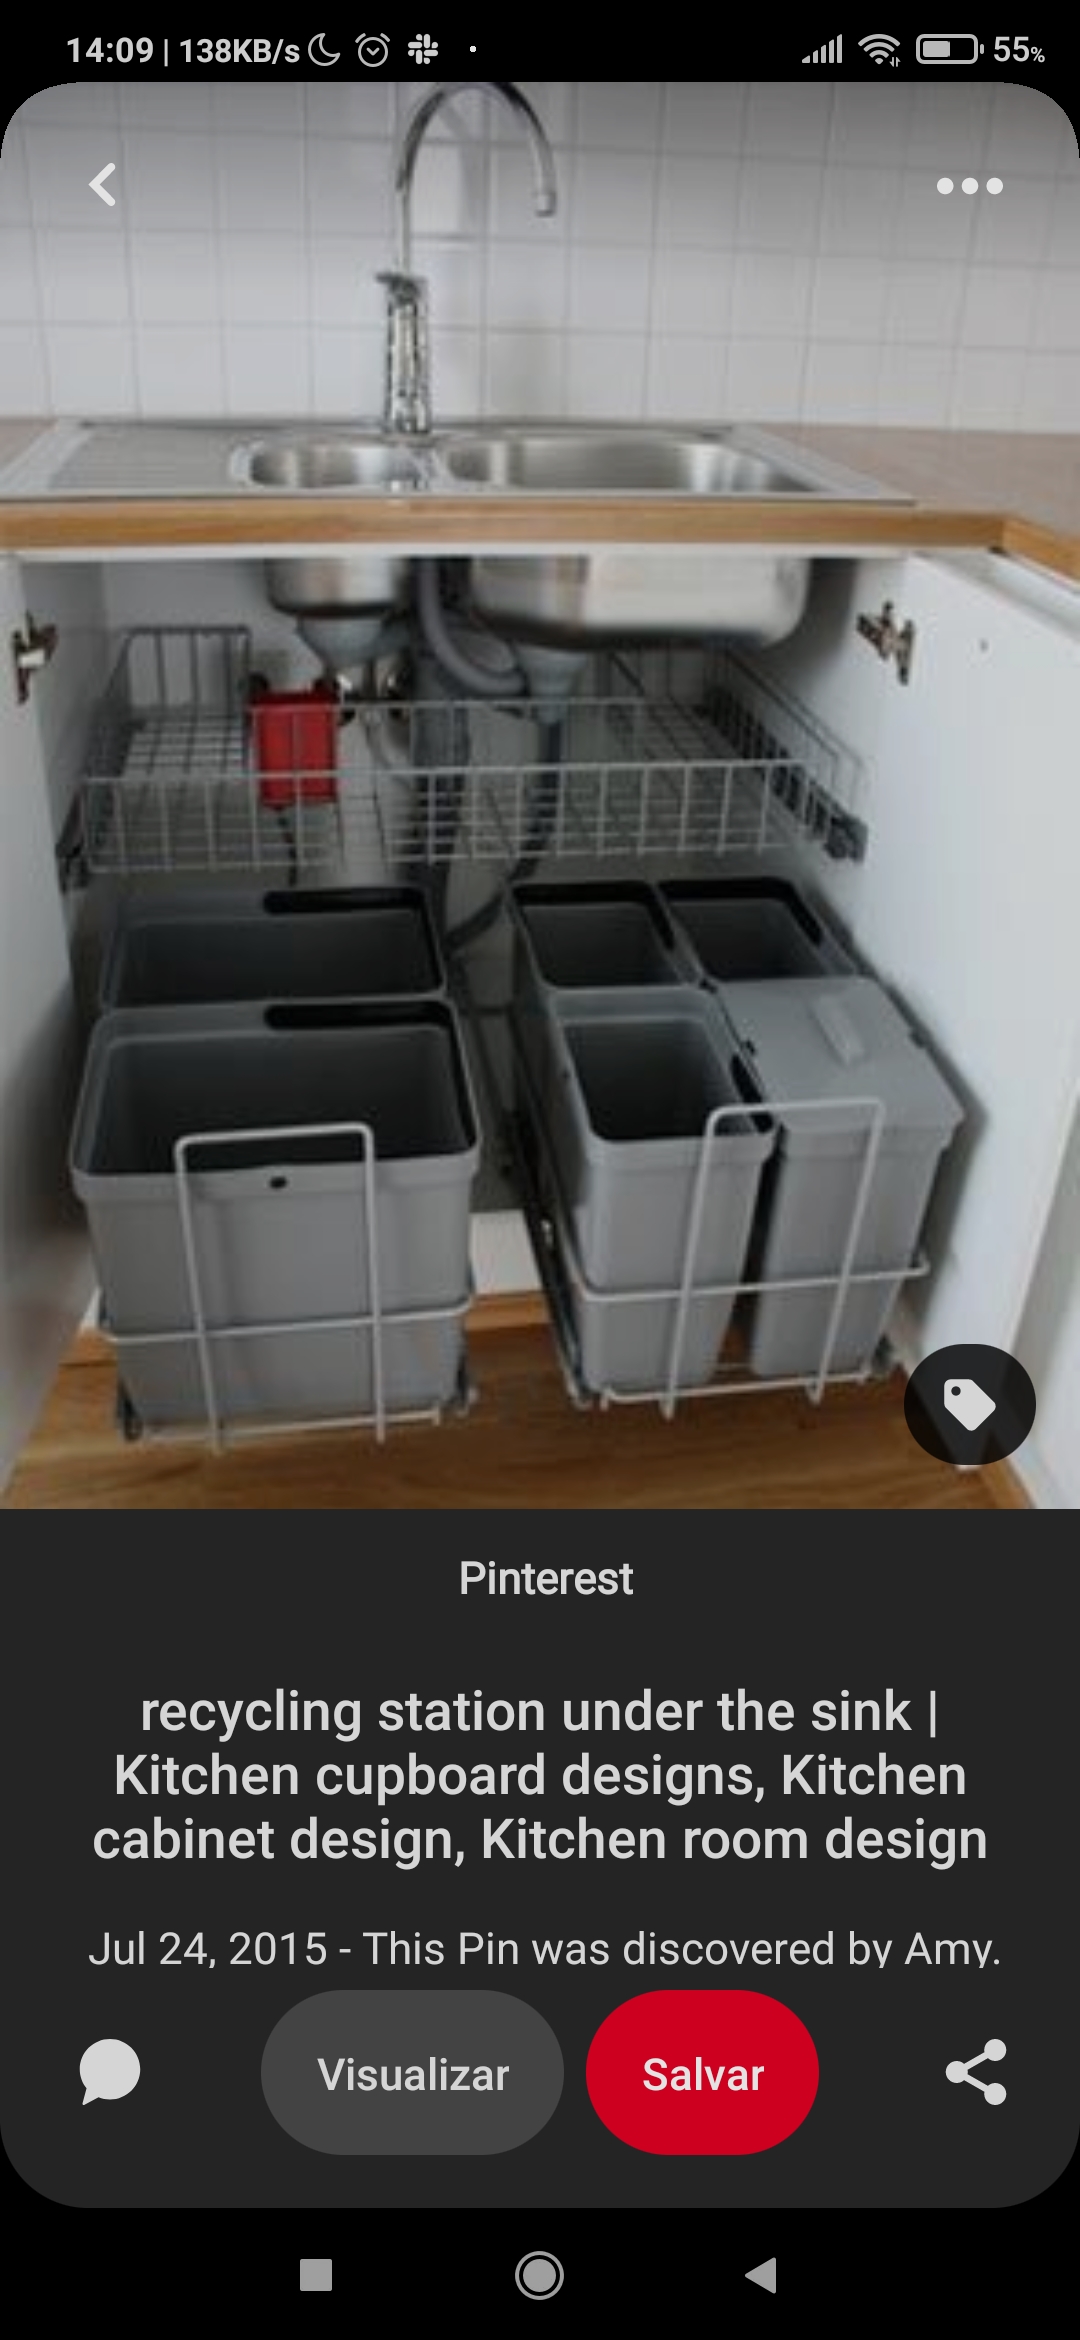 14:09 | 138KB/s 55%
Pinterest
recycling station under the sink |
Kitchen cupboard designs, Kitchen
cabinet design, Kitchen room design
Jul 24, 2015 - This Pin was discovered by Amy.
Visualizar Salvar